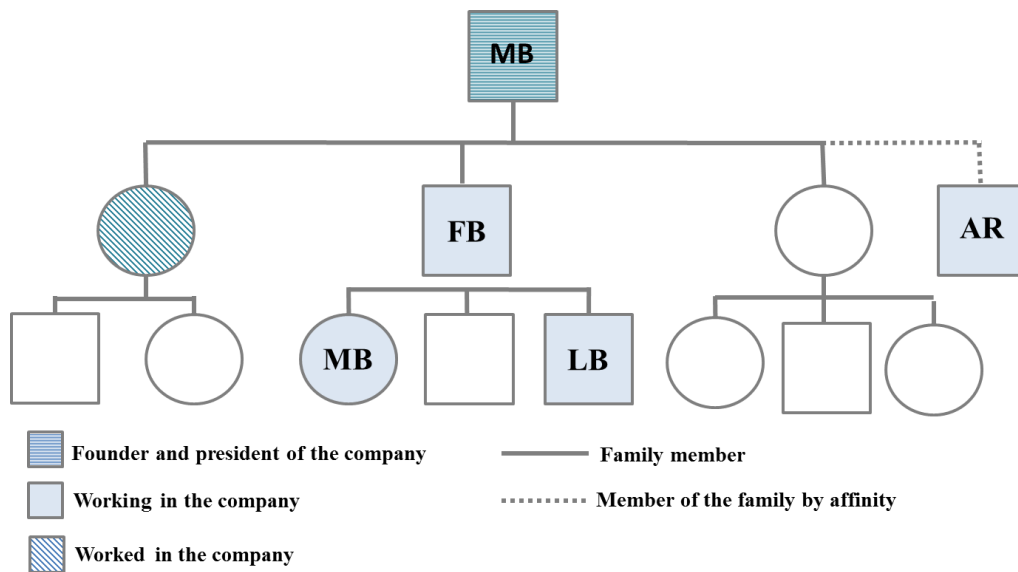 MB
FB
AR
MB
LB
Founder and president of the company
Family member
Working in the company
Member of the family by affinity
Worked in the company